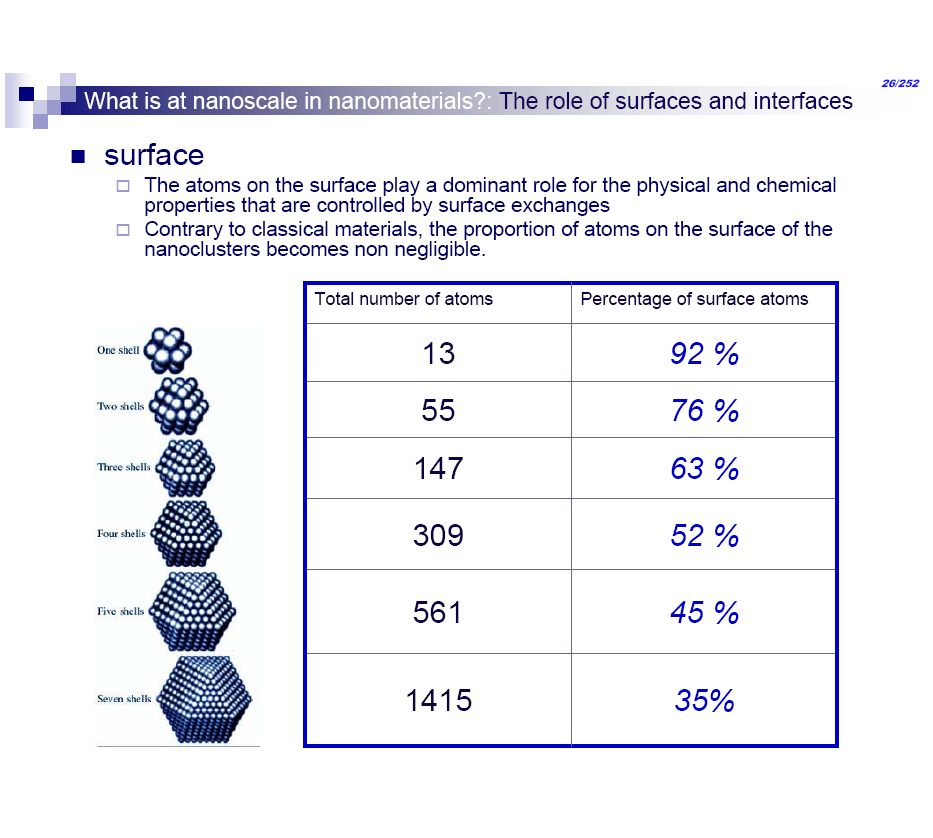 26/252
What is at nanoscale in nanomaterials?: The role of surfaces and interfaces
surface
The atoms on the surface play a dominant role for the physical and chemical
properties that are controlled by surface exchanges
Contrary to classical materials, the proportion of atoms on the surface of the
nanoclusters becomes non negligible.
Total number of atoms Percentage of surface atoms
One shell 13 92 %
Two shells 55 76 %
Three shells 147 63 %
Four shells 309 52 %
Five shells 561 45 %
Seven shells 1415 35%